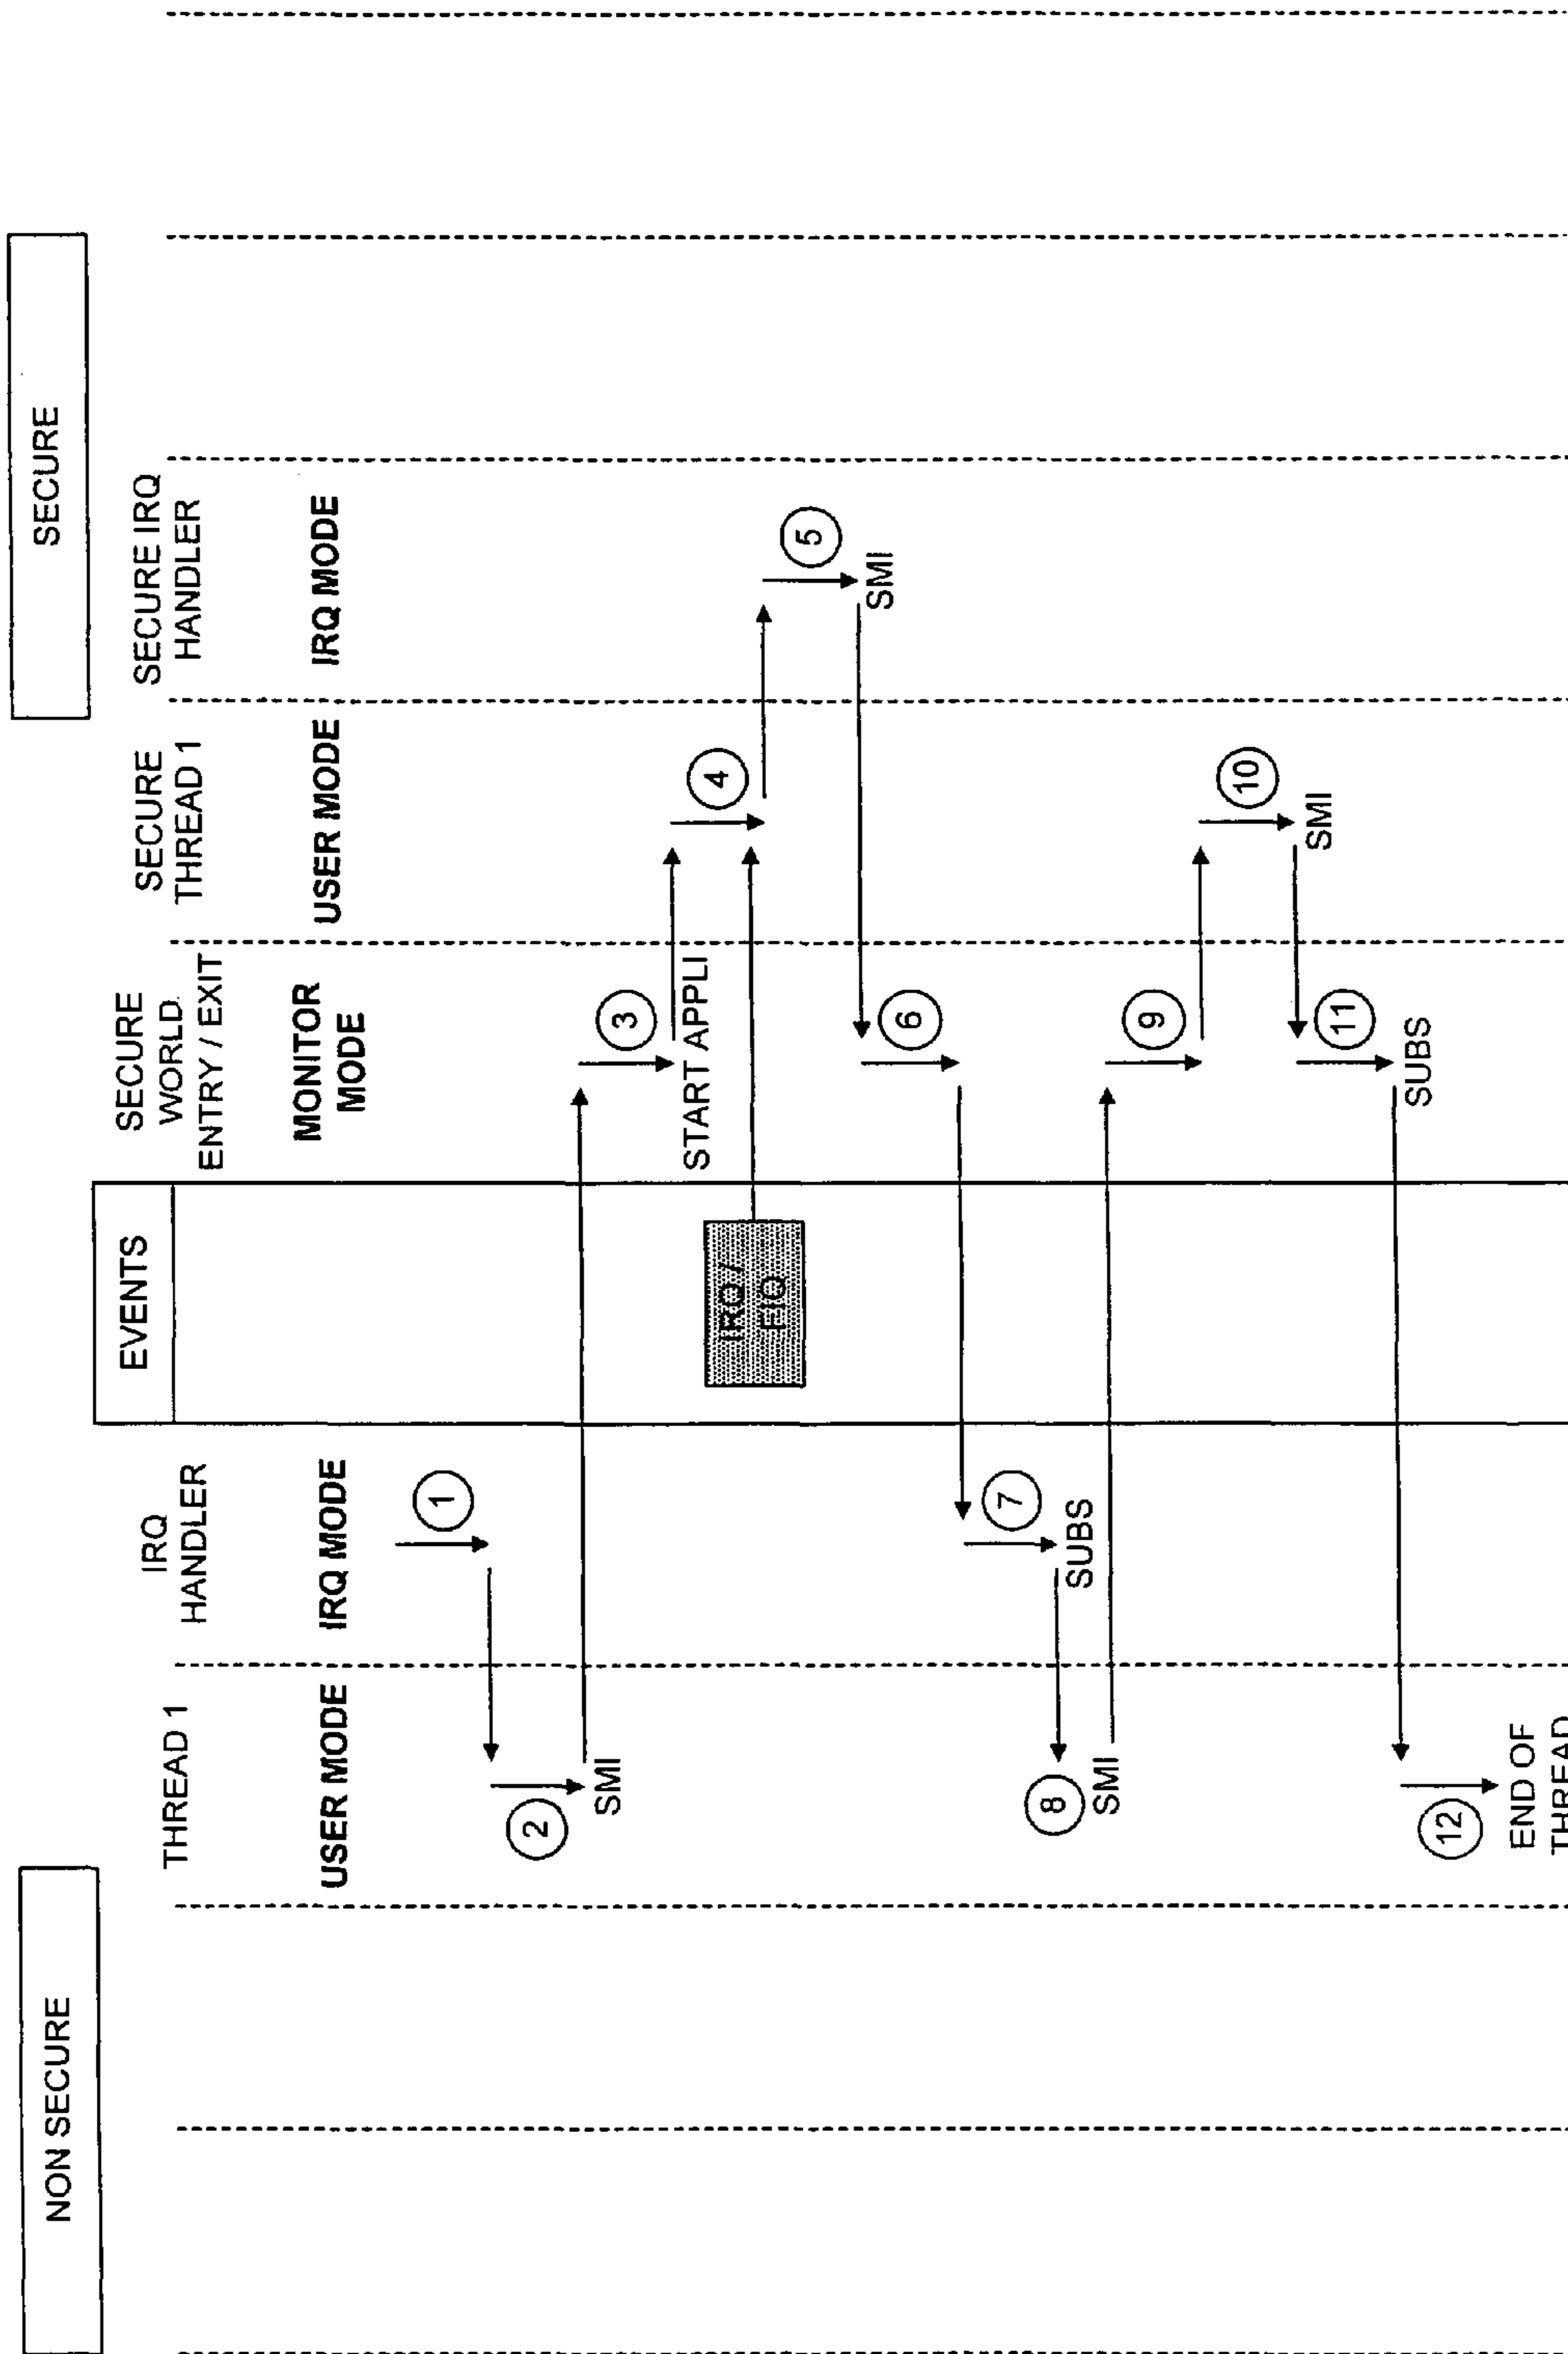 NON SECURE
SECURE
THREAD 1
IRQ
HANDLER
EVENTS
SECURE
WORLD
ENTRY / EXIT
SECURE
THREAD 1
SECURE IRQ
HANDLER
USER MODE
IRQ MODE
MONITOR
MODE
USER MODE
IRQ MODE
1
2
SMI
3
START APPLI
4
IRQ /
FIQ
5
SMI
6
7
SUBS
8
SMI
9
10
SMI
11
SUBS
12
END OF
THREAD